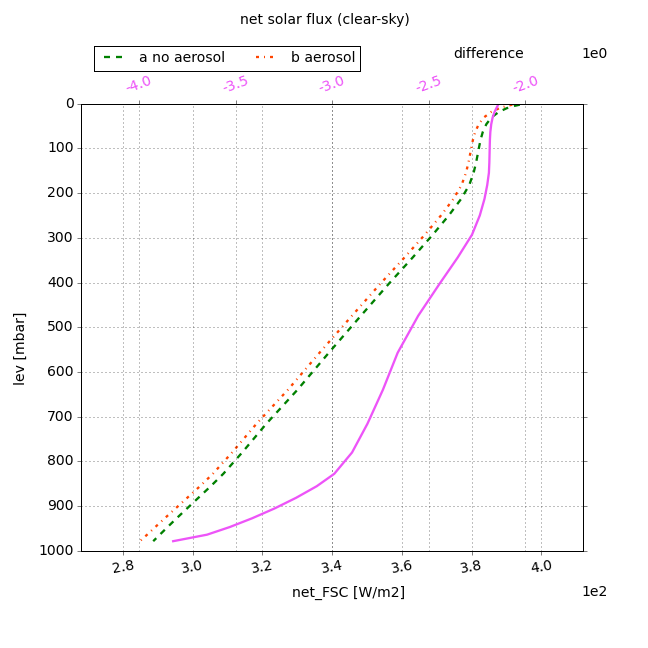 net solar flux (clear-sky)
a no aerosol b aerosol difference 1e0
-4.0 -3.5 -3.0 -2.5 -2.0
0
100
200
300
400
500
600
700
800
900
1000
lev [mbar]
2.8 3.0 3.2 3.4 3.6 3.8 4.0
net_FSC [W/m2] 1e2